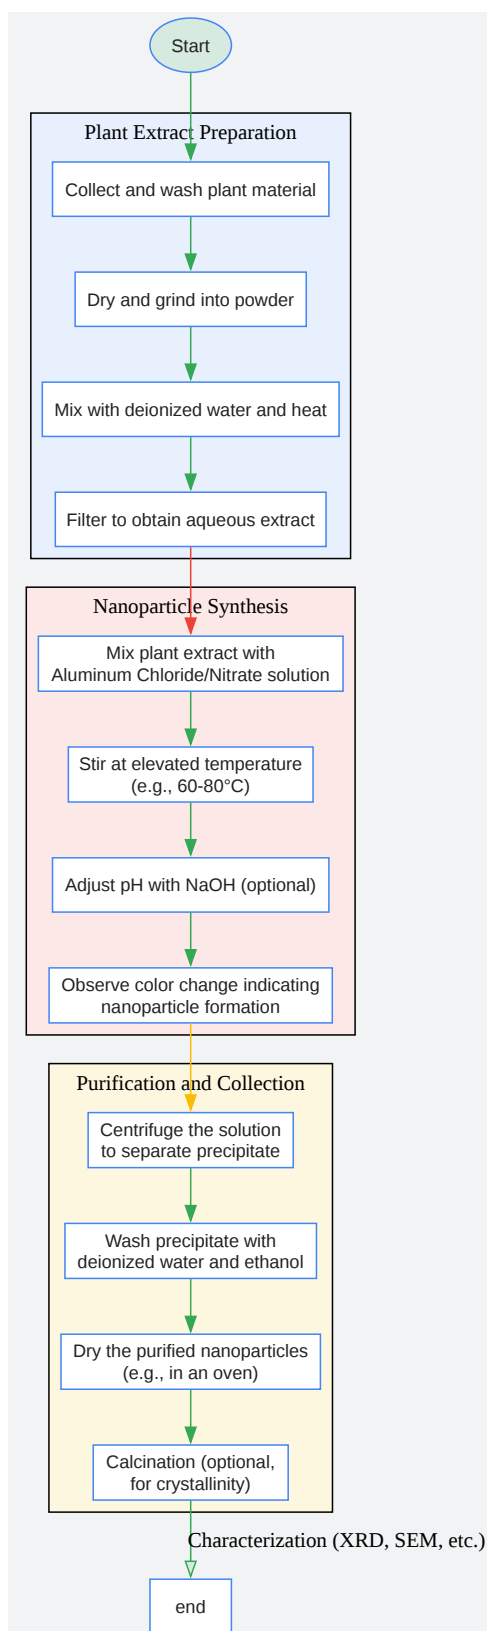 Start
Plant Extract Preparation
Collect and wash plant material
Dry and grind into powder
Mix with deionized water and heat
Filter to obtain aqueous extract
Nanoparticle Synthesis
Mix plant extract with
Aluminum Chloride/Nitrate solution
Stir at elevated temperature
(e.g., 60-80°C)
Adjust pH with NaOH (optional)
Observe color change indicating
nanoparticle formation
Purification and Collection
Centrifuge the solution
to separate precipitate
Wash precipitate with
deionized water and ethanol
Dry the purified nanoparticles
(e.g., in an oven)
Calcination (optional,
for crystallinity)
Characterization (XRD, SEM, etc.)
end